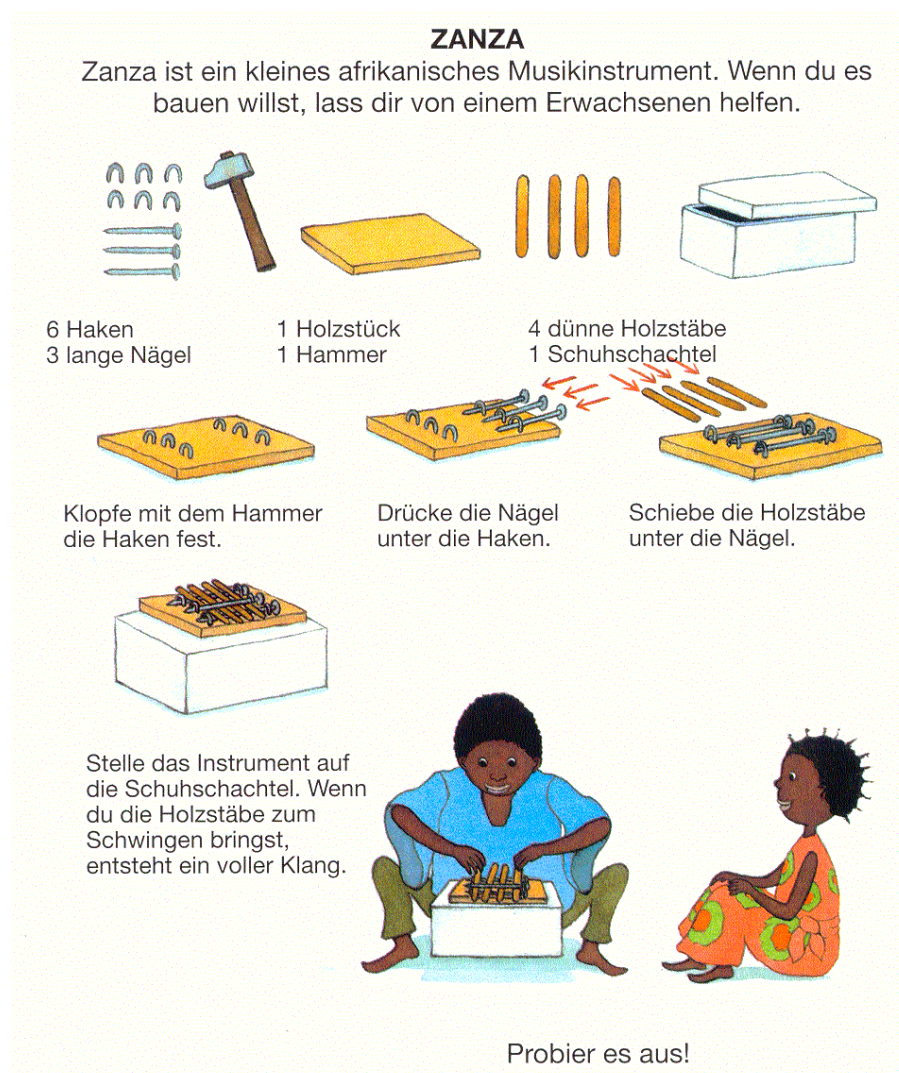 ZANZA
Zanza ist ein kleines afrikanisches Musikinstrument. Wenn du es
bauen willst, lass dir von einem Erwachsenen helfen.
6 Haken
3 lange Nägel
1 Holzstück
1 Hammer
4 dünne Holzstäbe
1 Schuhschachtel
Klopfe mit dem Hammer
die Haken fest.
Drücke die Nägel
unter die Haken.
Schiebe die Holzstäbe
unter die Nägel.
Stelle das Instrument auf
die Schuhschachtel. Wenn
du die Holzstäbe zum
Schwingen bringst,
entsteht ein voller Klang.
Probier es aus!